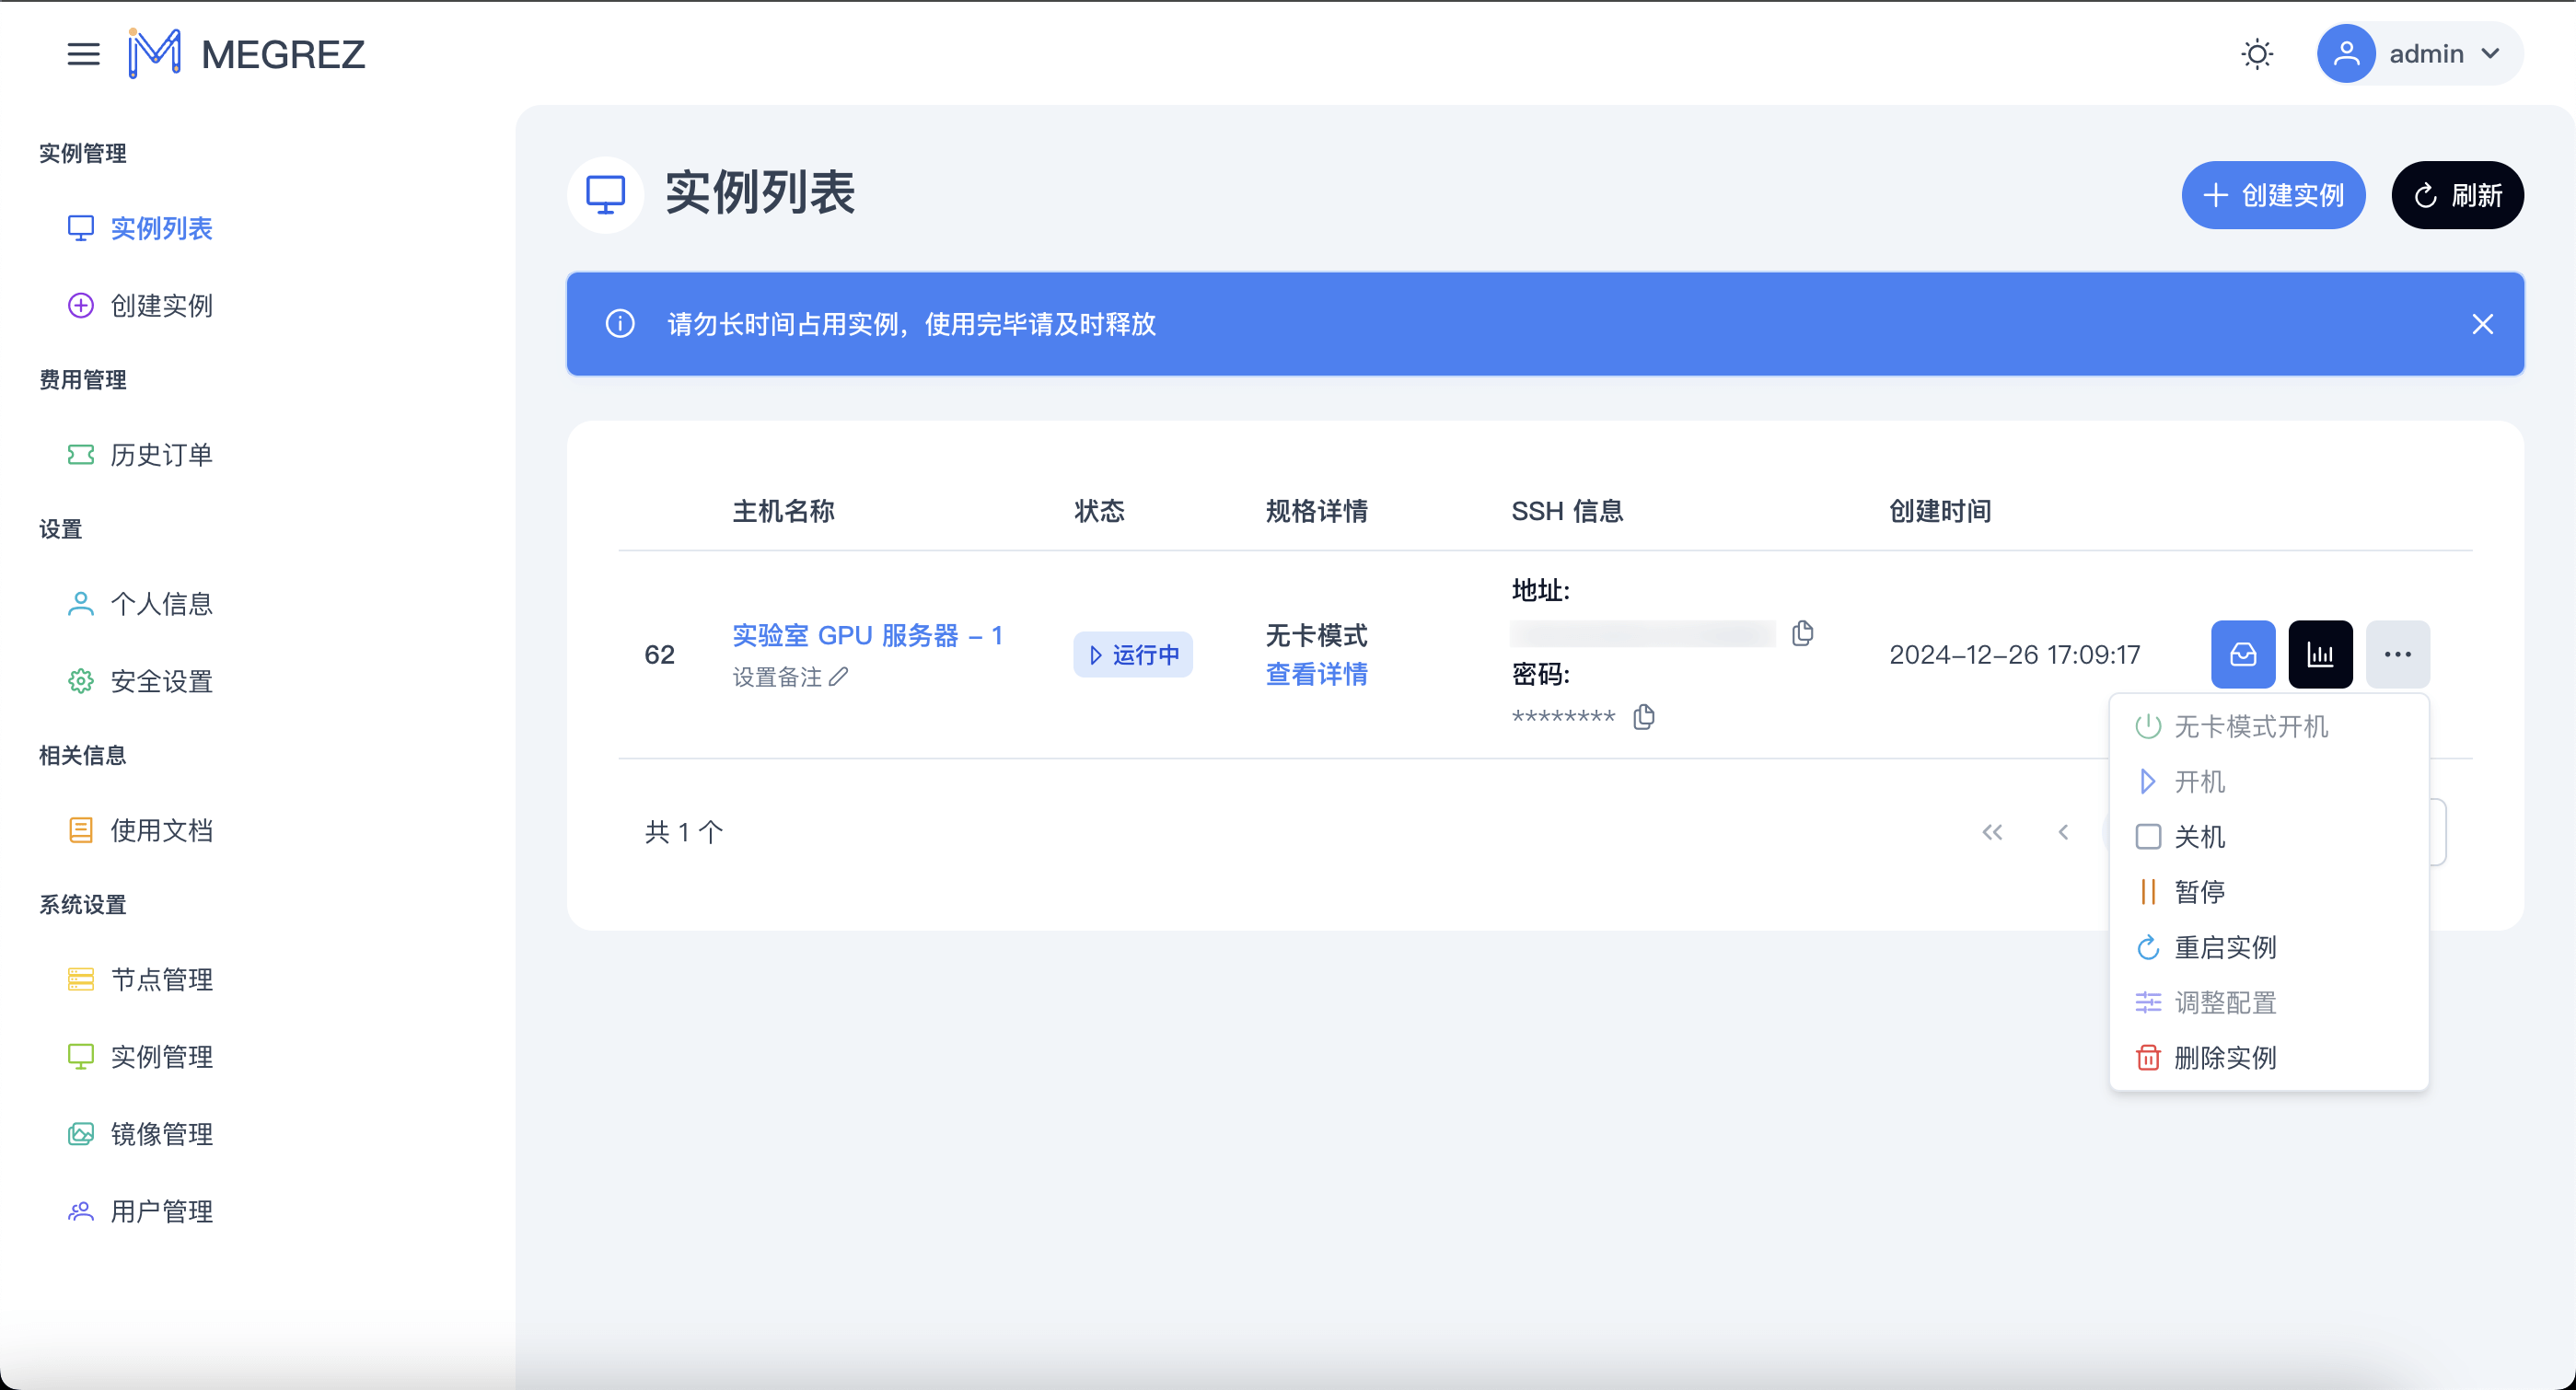 MEGREZ
admin
实例管理
实例列表
创建实例
费用管理
历史订单
设置
个人信息
安全设置
相关信息
使用文档
系统设置
节点管理
实例管理
镜像管理
用户管理
实例列表
创建实例
刷新
请勿长时间占用实例，使用完毕请及时释放
主机名称 状态 规格详情 SSH 信息 创建时间
62
实验室 GPU 服务器 – 1
设置备注
运行中
无卡模式
查看详情
地址:
密码:
********
2024–12–26 17:09:17
共 1 个
无卡模式开机
开机
关机
暂停
重启实例
调整配置
删除实例